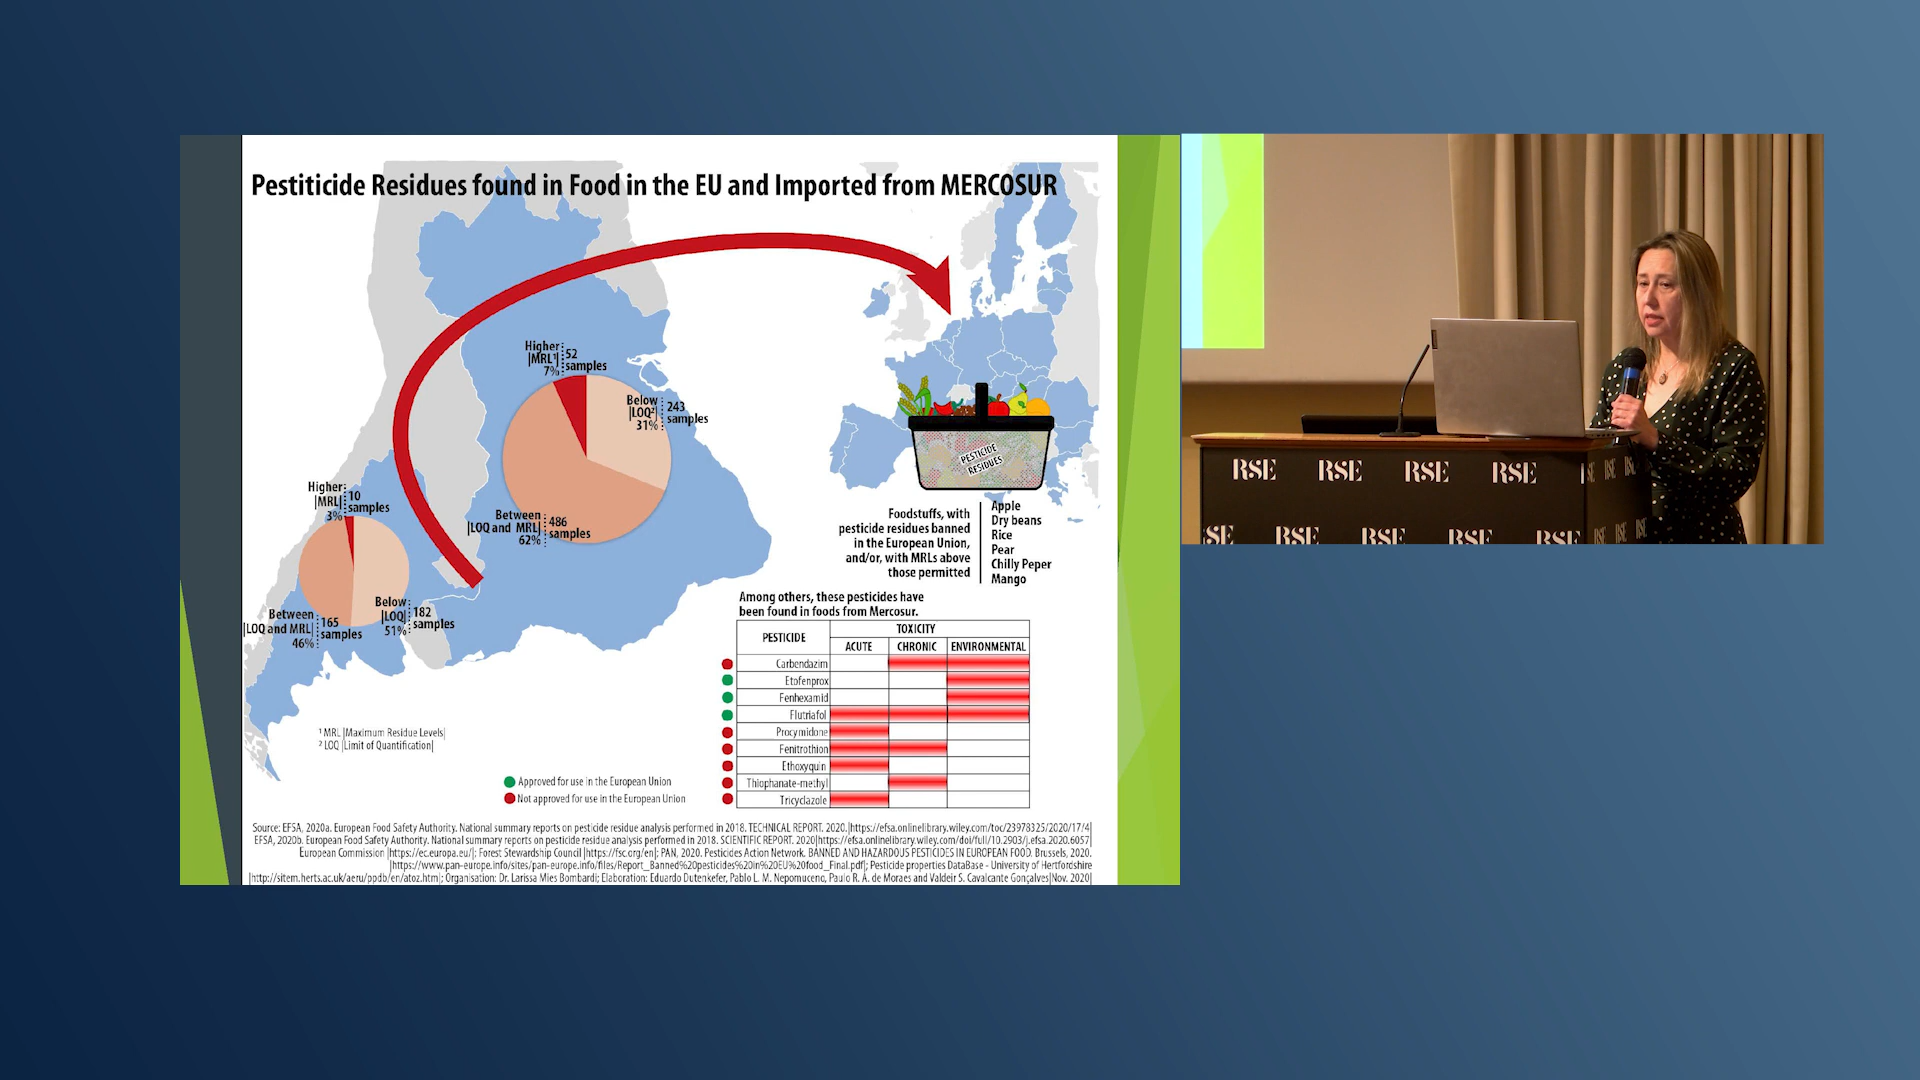 Pestiticide Residues found in Food in the EU and Imported from MERCOSUR
Higher
|MRL¹|
7%
52
samples
Below
|LOQ²|
31%
243
samples
Between
|LOQ and MRL|
62%
486
samples
Higher
|MRL|
3%
10
samples
Between
|LOQ and MRL|
46%
165
samples
Below
|LOQ|
51%
182
samples
PESTICIDE
RESIDUES
Foodstuffs, with
pesticide residues banned
in the European Union,
and/or, with MRLs above
those permitted
Apple
Dry beans
Rice
Pear
Chilly Peper
Mango
Among others, these pesticides have
been found in foods from Mercosur.
PESTICIDE
TOXICITY
ACUTE CHRONIC ENVIRONMENTAL
Carbendazim
Etofenprox
Fenhexamid
Flutriafol
Procymidone
Fenitrothion
Ethoxyquin
Thiophanate-methyl
Tricyclazole
¹ MRL |Maximum Residue Levels|
² LOQ |Limit of Quantification|
Approved for use in the European Union
Not approved for use in the European Union
Source: EFSA, 2020a. European Food Safety Authority. National summary reports on pesticide residue analysis performed in 2018. TECHNICAL REPORT. 2020.|https://efsa.onlinelibrary.wiley.com/toc/23978325/2020/17/4|
EFSA, 2020b. European Food Safety Authority. National summary reports on pesticide residue analysis performed in 2018. SCIENTIFIC REPORT. 2020|https://efsa.onlinelibrary.wiley.com/doi/full/10.2903/j.efsa.2020.6057|
European Commission |https://ec.europa.eu/|; Forest Stewardship Council |https://fsc.org/en|; PAN, 2020. Pesticides Action Network. BANNED AND HAZARDOUS PESTICIDES IN EUROPEAN FOOD. Brussels, 2020.
|https://www.pan-europe.info/sites/pan-europe.info/files/Report_Banned%20pesticides%20in%20EU%20food_Final.pdf|; Pesticide properties DataBase - University of Hertfordshire
|http://sitem.herts.ac.uk/aeru/ppdb/en/atoz.htm|; Organisation: Dr. Larissa Mies Bombardi; Elaboration: Eduardo Dutenkefer, Pablo L. M. Nepomuceno, Paulo R. A. de Moraes and Valdeir S. Cavalcante Gonçalves|Nov. 2020|
RSE RSE RSE RSE
SE RSE RSE RSE RSE